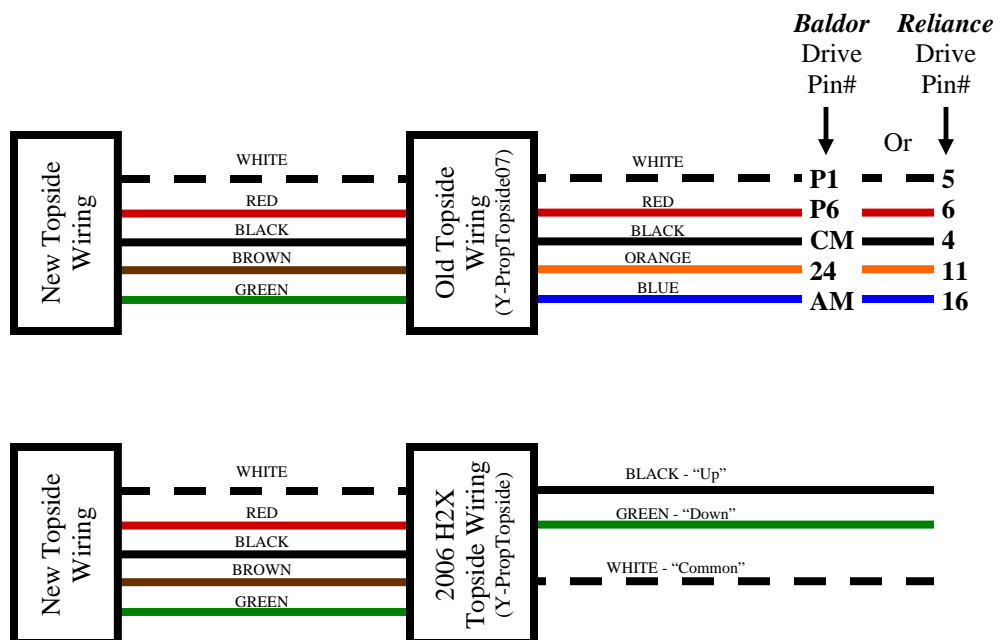 Baldor Reliance
Drive Drive
Pin# Pin#
Or
New Topside
Wiring
WHITE
RED
BLACK
BROWN
GREEN
Old Topside
Wiring
(Y-PropTopside07)
WHITE
RED
BLACK
ORANGE
BLUE
P1 5
P6 6
CM 4
24 11
AM 16
New Topside
Wiring
WHITE
RED
BLACK
BROWN
GREEN
2006 H2X
Topside Wiring
(Y-PropTopside)
BLACK - “Up”
GREEN - “Down”
WHITE - “Common”